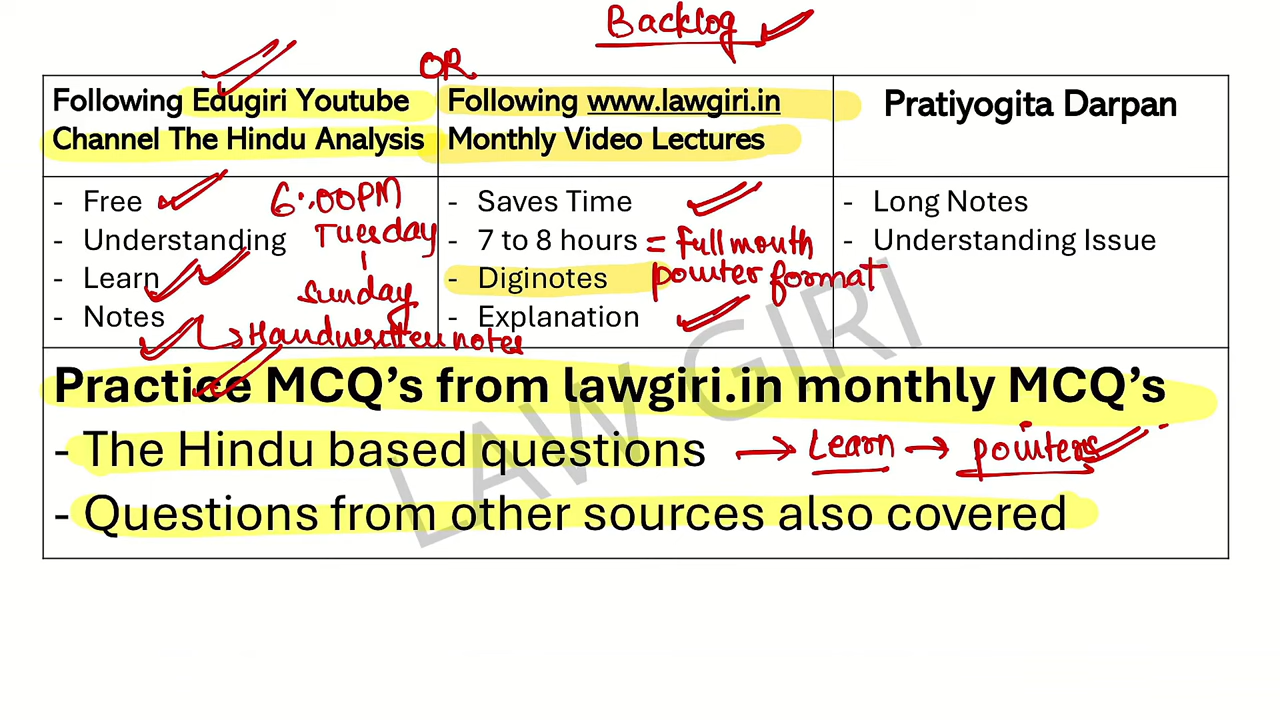 Backlog
OR
Following Edugiri Youtube
Channel The Hindu Analysis
Following www.lawgiri.in
Monthly Video Lectures
Pratiyogita Darpan
- Free
- Understanding
- Learn
- Notes
6:00PM
Tuesday
Sunday
Handwritten notes
- Saves Time
- 7 to 8 hours = full mouth
- Diginotes pointer format
- Explanation
- Long Notes
- Understanding Issue
Practice MCQ's from lawgiri.in monthly MCQ's
- The Hindu based questions → Learn → pointers
- Questions from other sources also covered
LAW GIRI